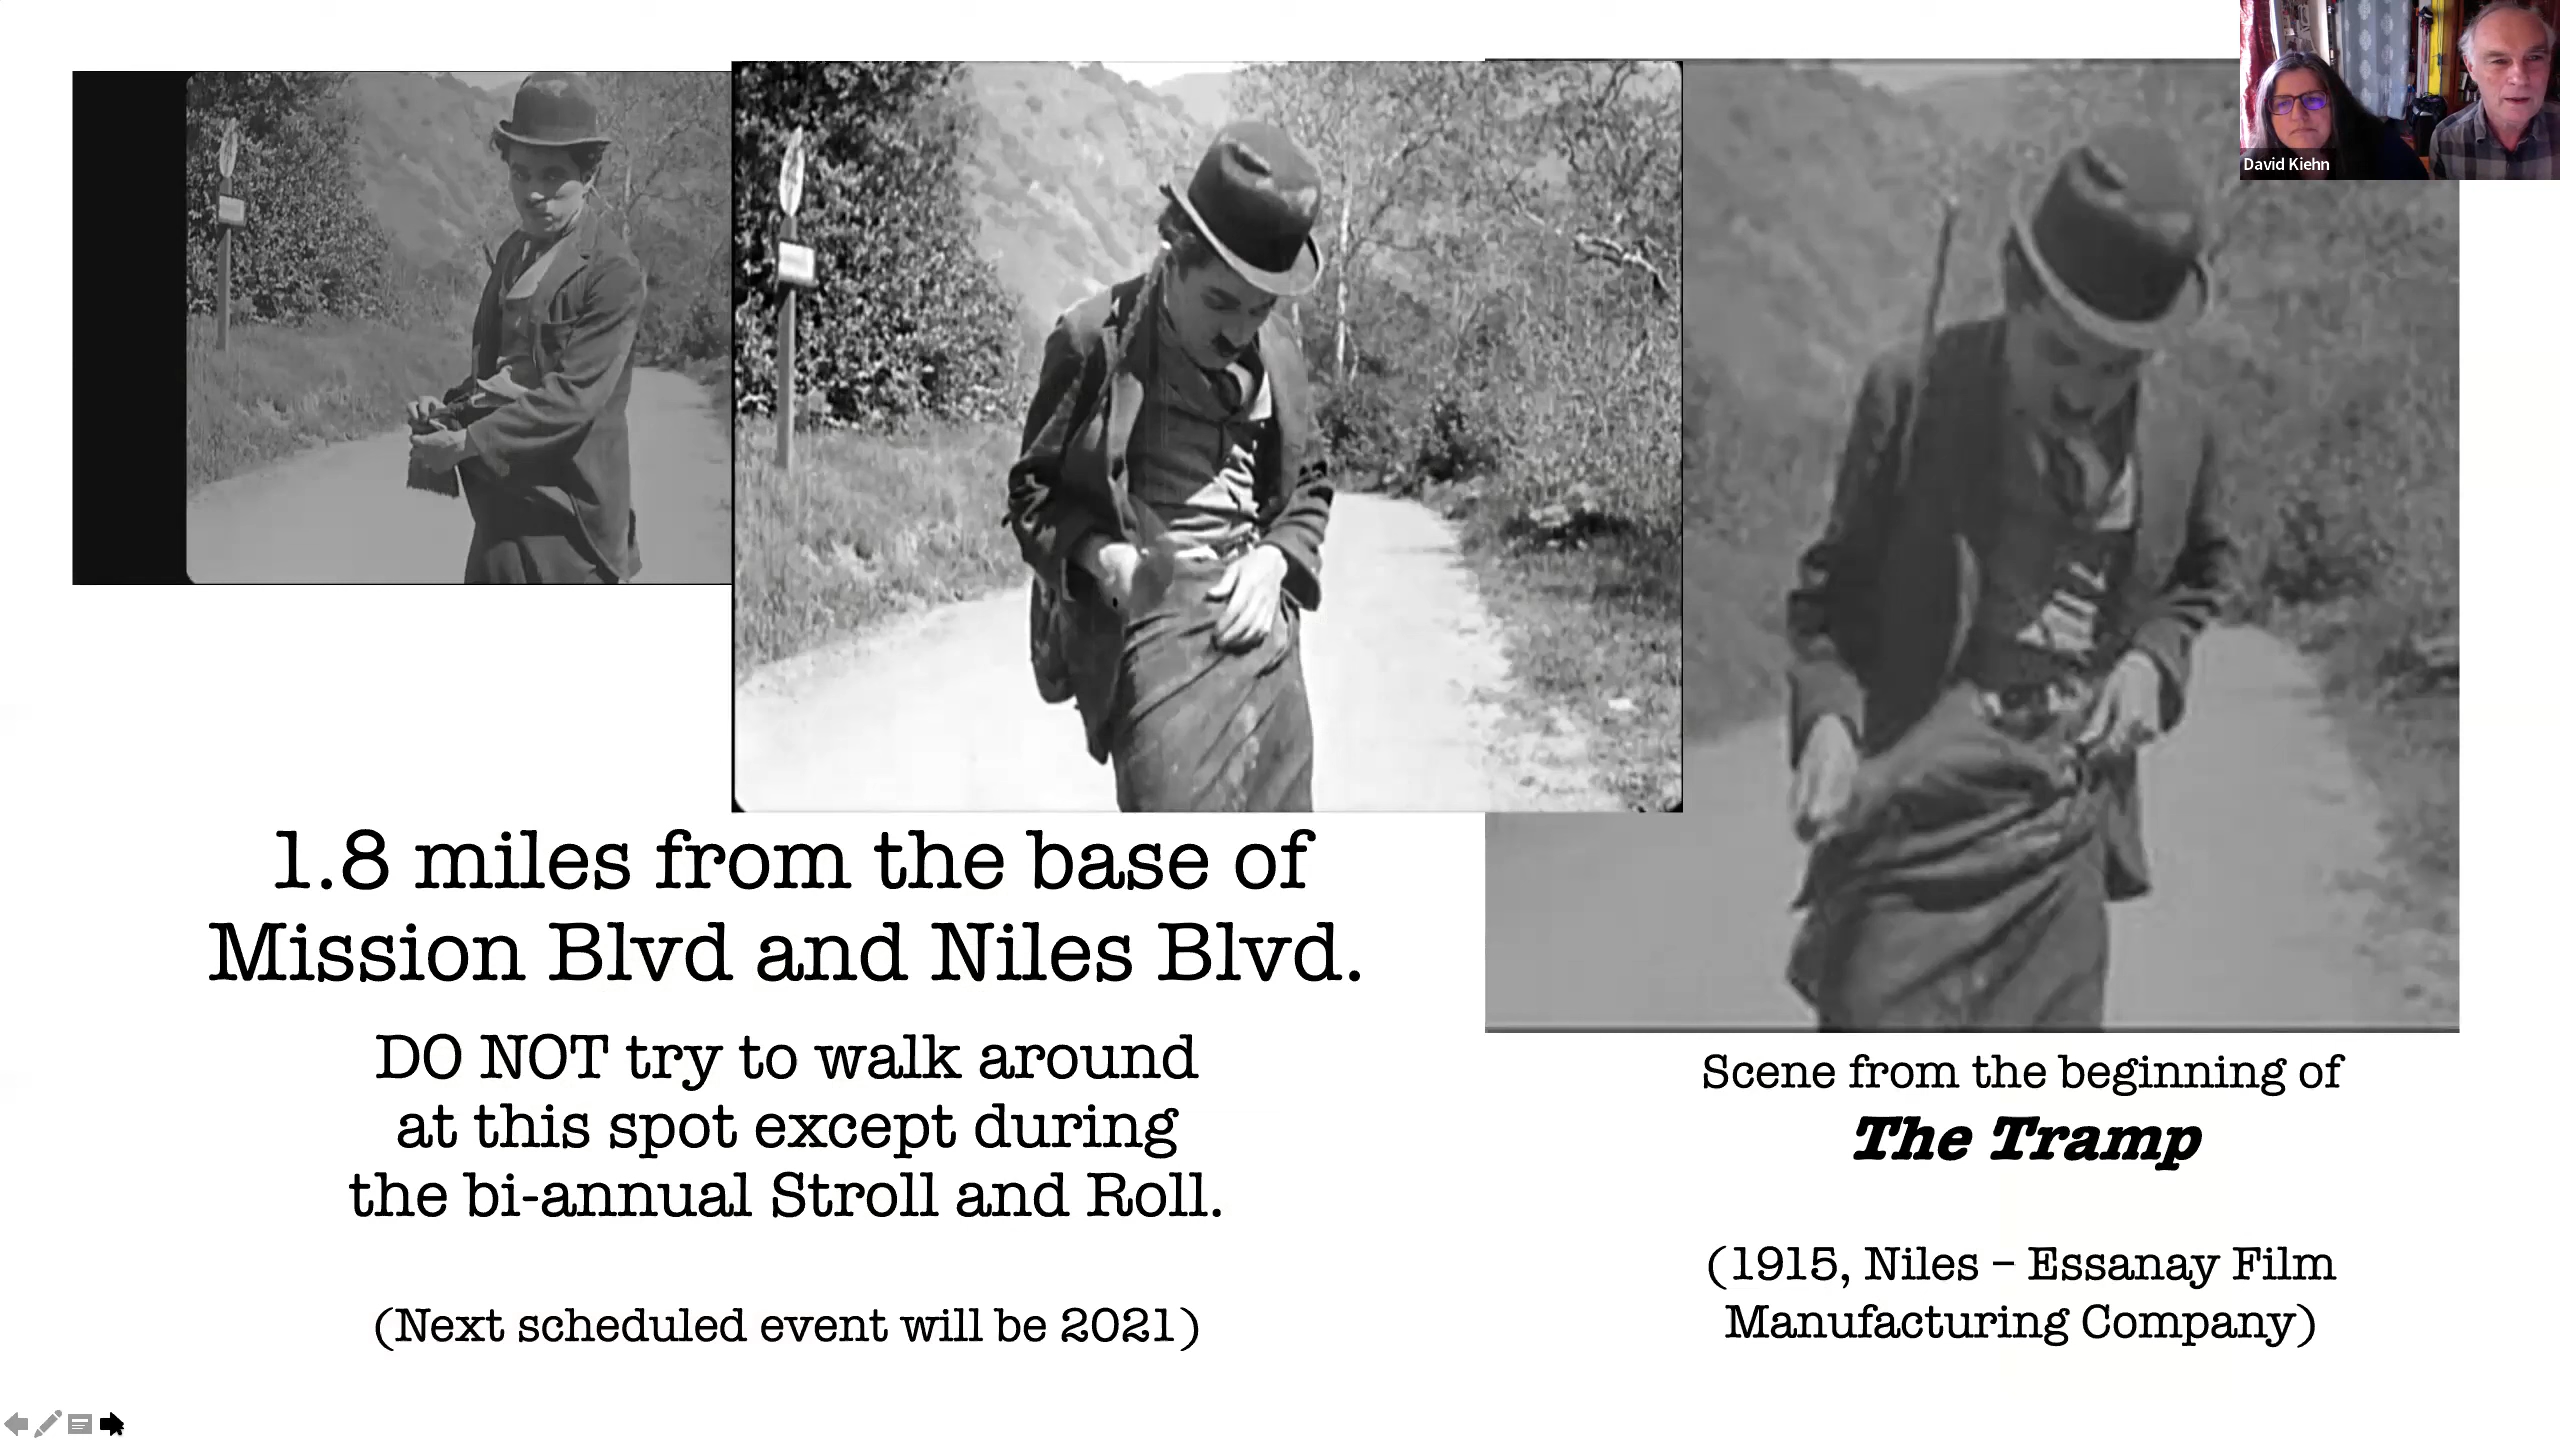 David Kiehn
1.8 miles from the base of
Mission Blvd and Niles Blvd.
DO NOT try to walk around
at this spot except during
the bi-annual Stroll and Roll.
(Next scheduled event will be 2021)
Scene from the beginning of
The Tramp
(1915, Niles – Essanay Film
Manufacturing Company)